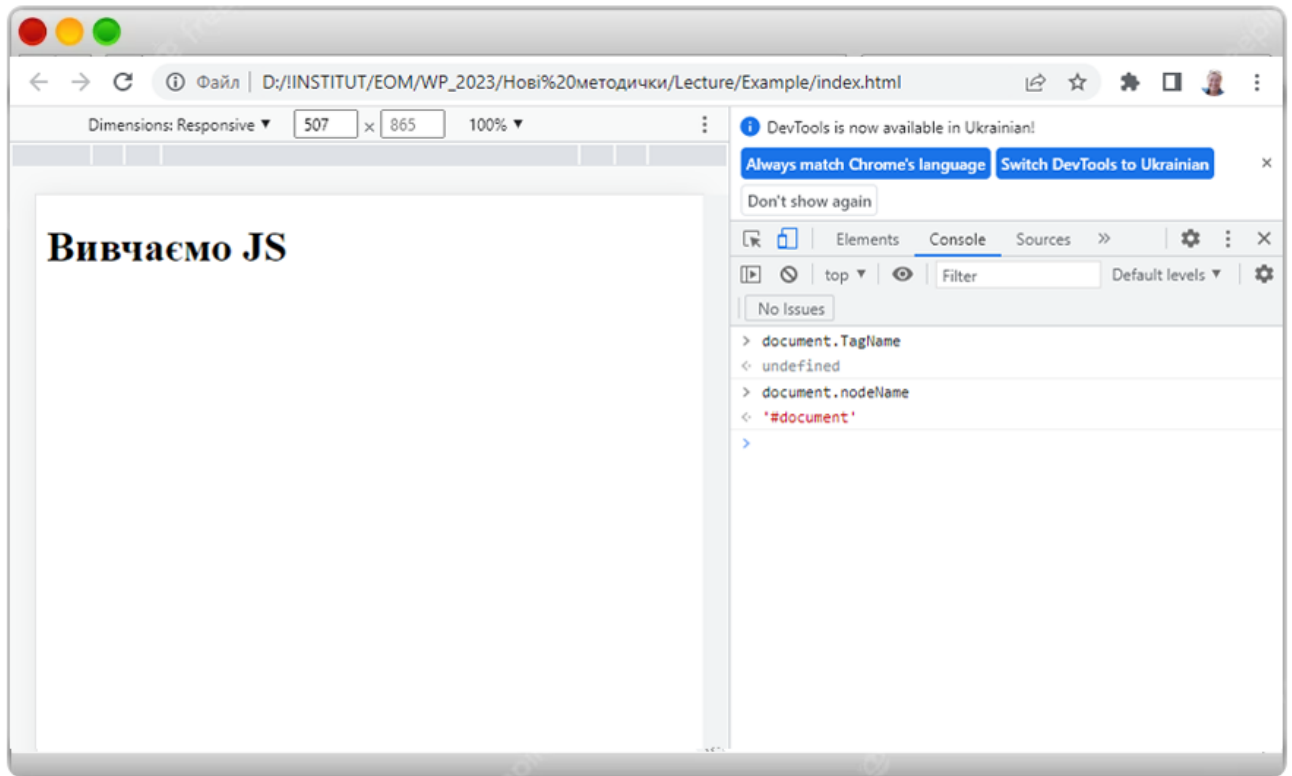 Файл | D:/!INSTITUT/EOM/WP_2023/Нові%20методички/Lecture/Example/index.html
Dimensions: Responsive ▼ 507 × 865 100% ▼
Вивчаємо JS
DevTools is now available in Ukrainian!
Always match Chrome's language Switch DevTools to Ukrainian
Don't show again
Elements Console Sources »
top ▼ Filter Default levels ▼
No Issues
> document.TagName
<· undefined
> document.nodeName
<· '#document'
>